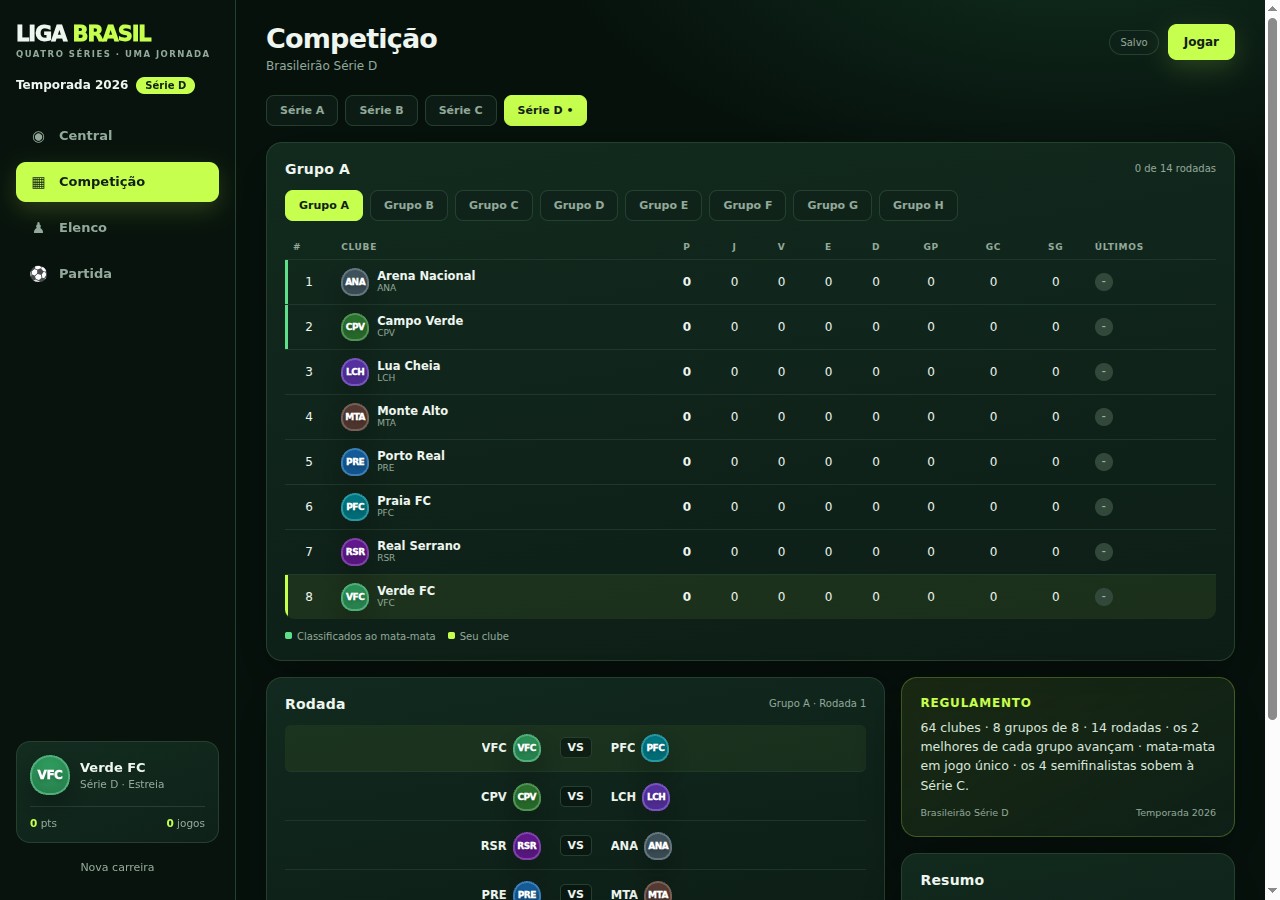 LIGA BRASIL
QUATRO SÉRIES · UMA JORNADA
Temporada 2026 Série D
Central
Competição
Elenco
Partida
VFC Verde FC
Série D · Estreia
0 pts 0 jogos
Nova carreira
Competição
Brasileirão Série D
Salvo Jogar
Série A Série B Série C Série D •
Grupo A 0 de 14 rodadas
Grupo A Grupo B Grupo C Grupo D Grupo E Grupo F Grupo G Grupo H
# CLUBE P J V E D GP GC SG ÚLTIMOS
1 ANA Arena Nacional ANA 0 0 0 0 0 0 0 0 -
2 CPV Campo Verde CPV 0 0 0 0 0 0 0 0 -
3 LCH Lua Cheia LCH 0 0 0 0 0 0 0 0 -
4 MTA Monte Alto MTA 0 0 0 0 0 0 0 0 -
5 PRE Porto Real PRE 0 0 0 0 0 0 0 0 -
6 PFC Praia FC PFC 0 0 0 0 0 0 0 0 -
7 RSR Real Serrano RSR 0 0 0 0 0 0 0 0 -
8 VFC Verde FC VFC 0 0 0 0 0 0 0 0 -
Classificados ao mata-mata Seu clube
Rodada Grupo A · Rodada 1
VFC VFC VS PFC PFC
CPV CPV VS LCH LCH
RSR RSR VS ANA ANA
PRE PRE VS MTA MTA
REGULAMENTO
64 clubes · 8 grupos de 8 · 14 rodadas · os 2
melhores de cada grupo avançam · mata-mata
em jogo único · os 4 semifinalistas sobem à
Série C.
Brasileirão Série D Temporada 2026
Resumo